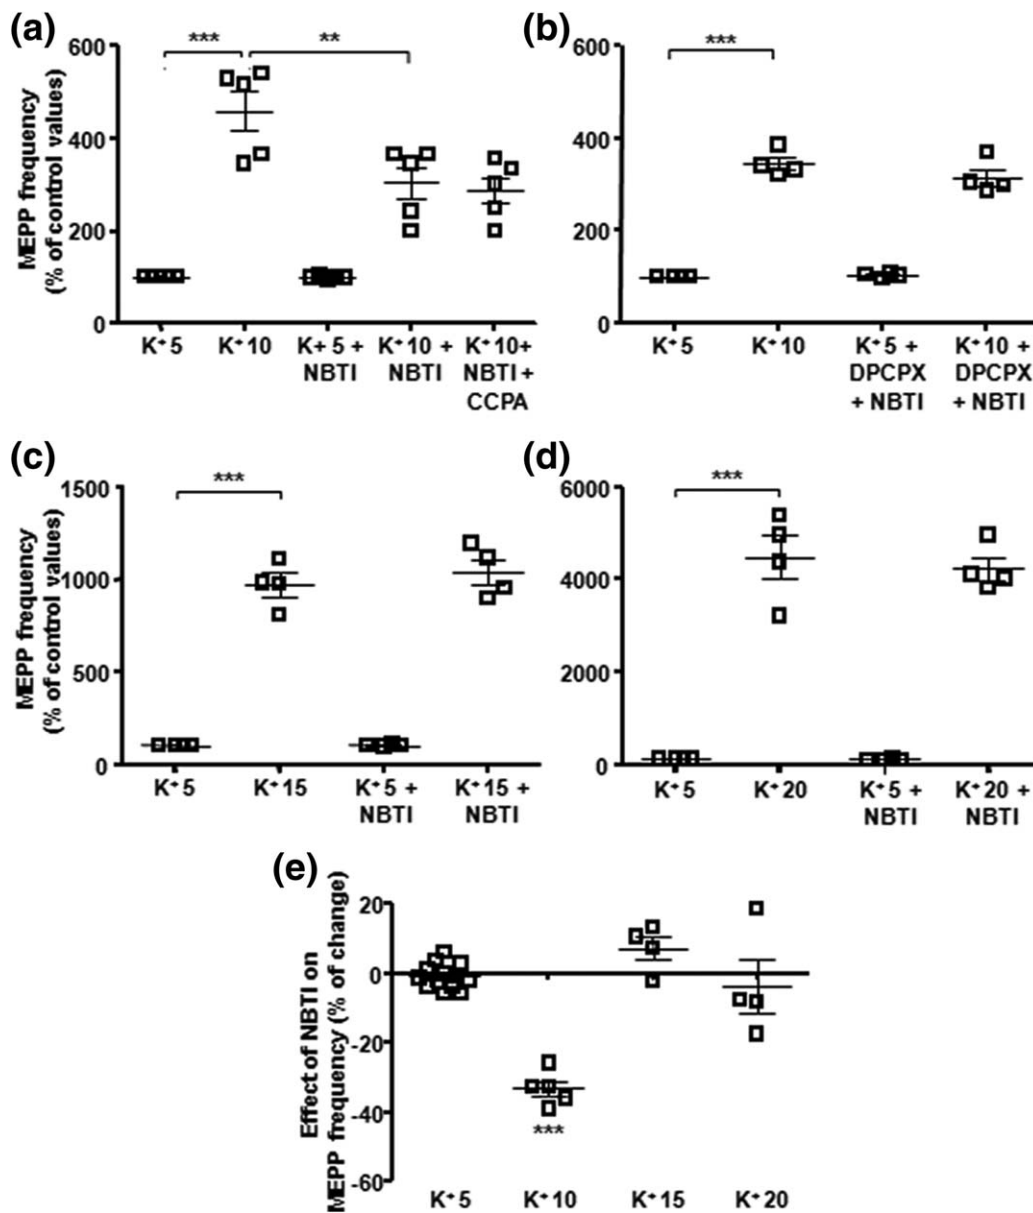 (a)
(b)
MEPP frequency
(% of control values)
600
400
200
0
***
**
K+5
K+10
K+ 5 +
NBTI
K+10 +
NBTI
K+10+
NBTI +
CCPA
600
400
200
0
***
K+5
K+10
K+5 +
DPCPX
+ NBTI
K+10 +
DPCPX
+ NBTI
(c)
(d)
MEPP frequency
(% of control values)
1500
1000
500
0
***
K+5
K+15
K+5 +
NBTI
K+15 +
NBTI
6000
4000
2000
0
***
K+5
K+20
K+5 +
NBTI
K+20 +
NBTI
(e)
Effect of NBTI on
MEPP frequency (% of change)
20
0
-20
-40
-60
***
K+5
K+10
K+15
K+20